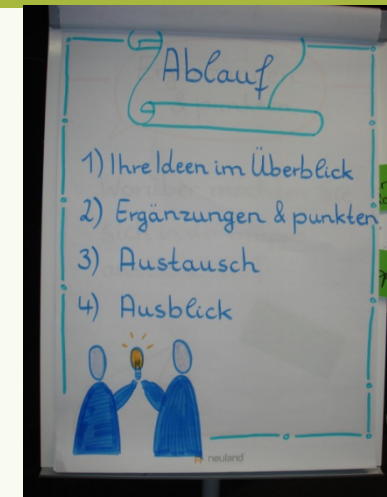 Ablauf
1) Ihre Ideen im Überblick
2) Ergänzungen & punkten
3) Austausch
4) Ausblick
neuland